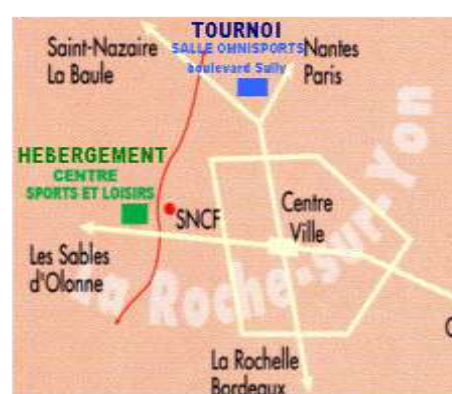 TOURNOI
SALLE OMNISPORTS
boulevard Sully
Saint-Nazaire
La Baule
Nantes
Paris
HEBERGEMENT
CENTRE
SPORTS ET LOISIRS
SNCF
Centre
Ville
Les Sables
d'Olonne
La Roche-sur-Yon
La Rochelle
Bordeaux